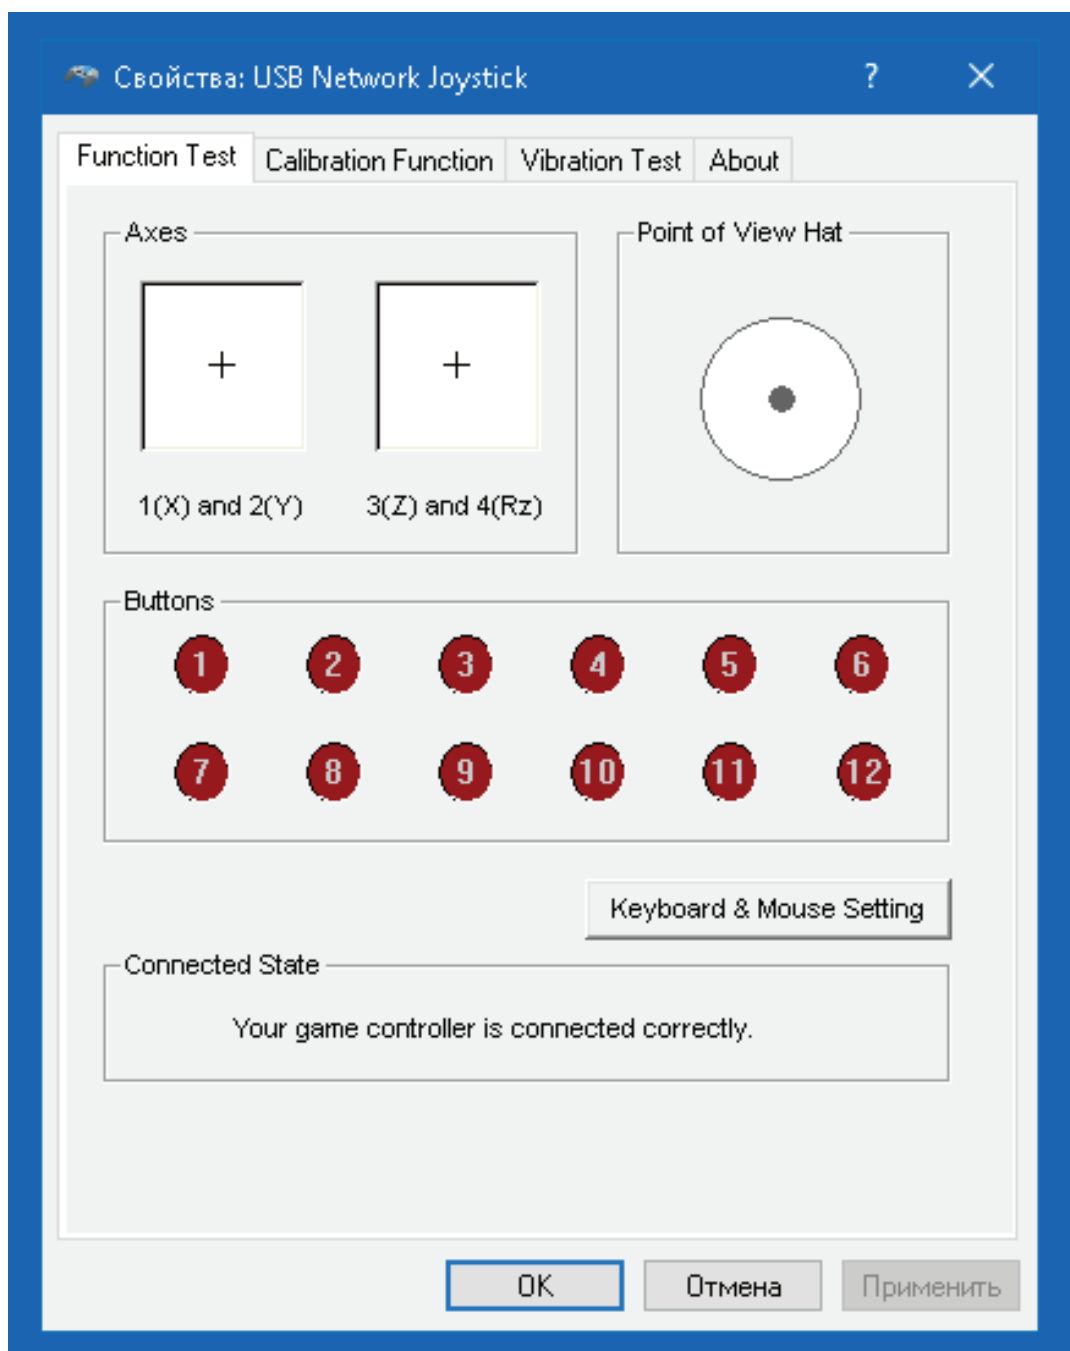 Свойства: USB Network Joystick ?
Function Test Calibration Function Vibration Test About
Axes
Point of View Hat
1(X) and 2(Y) 3(Z) and 4(Rz)
Buttons
1 2 3 4 5 6
7 8 9 10 11 12
Keyboard & Mouse Setting
Connected State
Your game controller is connected correctly.
OK Отмена Применить